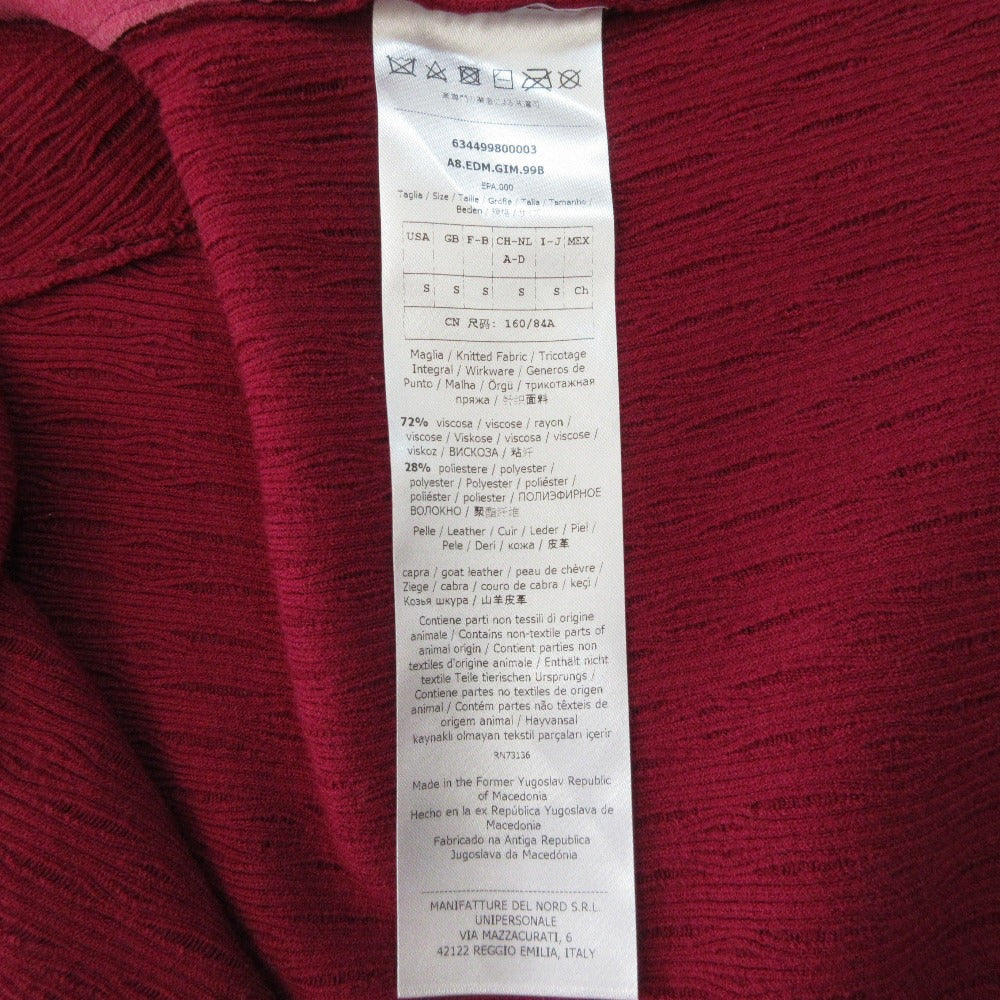 634499800003
A8.EDM.GIM.99B
EPA.000
Taglia / Size / Taille / Größe / Talla / Tamanho /
Beden /
USA GB F-B CH-NL I-J MEX
A-D
S S S S S Ch
CN 尺码: 160/84A
Maglia / Knitted Fabric / Tricotage
Integral / Wirkware / Generos de
Punto / Malha / Örgü / трикотажная
пряжа / 针织面料
72% viscosa / viscose / rayon /
viscose / Viskose / viscosa / viscose /
viskoz / ВИСКОЗА / 粘纤
28% poliestere / polyester /
polyester / Polyester / poliéster /
poliéster / poliester / ПОЛИЭФИРНОЕ
ВОЛОКНО / 聚酯纤维
Pelle / Leather / Cuir / Leder / Piel /
Pele / Deri / кожа / 皮革
capra / goat leather / peau de chèvre /
Ziege / cabra / couro de cabra / keçi /
Козья шкура / 山羊皮革
Contiene parti non tessili di origine
animale / Contains non-textile parts of
animal origin / Contient parties non
textiles d'origine animale / Enthält nicht
textile Teile tierischen Ursprungs /
Contiene partes no textiles de origen
animal / Contém partes não têxteis de
origem animal / Hayvansal
kaynaklı olmayan tekstil parçaları içerir
RN73136
Made in the Former Yugoslav Republic
of Macedonia
Hecho en la ex República Yugoslava de
Macedonia
Fabricado na Antiga Republica
Jugoslava da Macedónia
MANIFATTURE DEL NORD S.R.L.
UNIPERSONALE
VIA MAZZACURATI, 6
42122 REGGIO EMILIA, ITALY